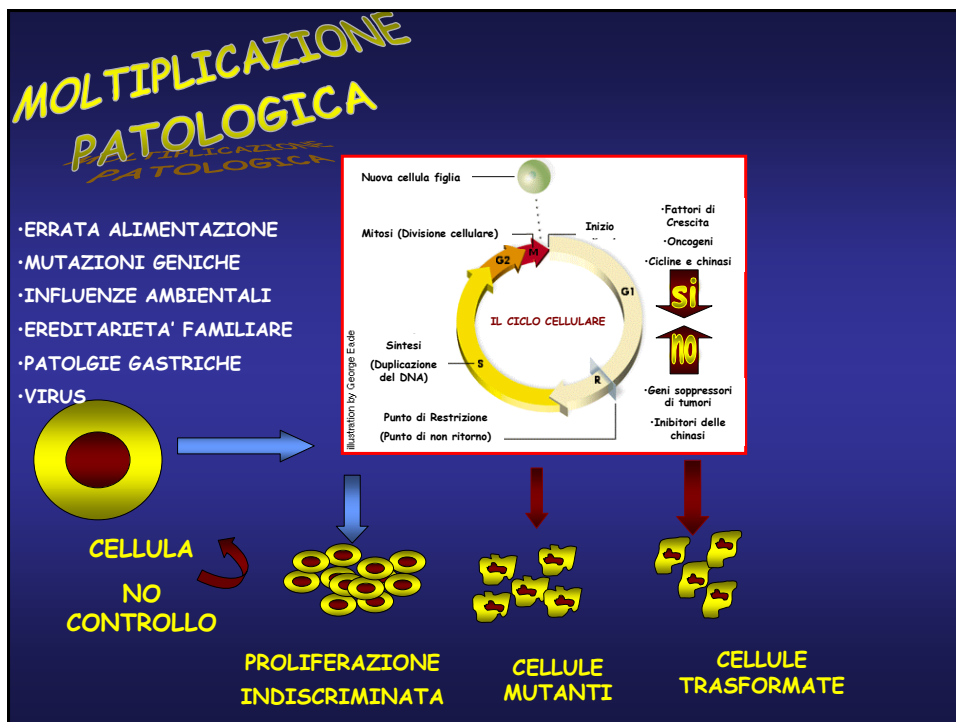 MOLTIPLICAZIONE
PATOLOGICA
MOLTIPLICAZIONE
PATOLOGICA
•ERRATA ALIMENTAZIONE
•MUTAZIONI GENICHE
•INFLUENZE AMBIENTALI
•EREDITARIETA' FAMILIARE
•PATOLGIE GASTRICHE
•VIRUS
Nuova cellula figlia
Mitosi (Divisione cellulare)
Inizio
M
G2
G1
S
R
IL CICLO CELLULARE
Sintesi
(Duplicazione
del DNA)
Punto di Restrizione
(Punto di non ritorno)
illustration by George Eade
•Fattori di
Crescita
•Oncogeni
•Cicline e chinasi
si
no
•Geni soppressori
di tumori
•Inibitori delle
chinasi
CELLULA
NO
CONTROLLO
PROLIFERAZIONE
INDISCRIMINATA
CELLULE
MUTANTI
CELLULE
TRASFORMATE